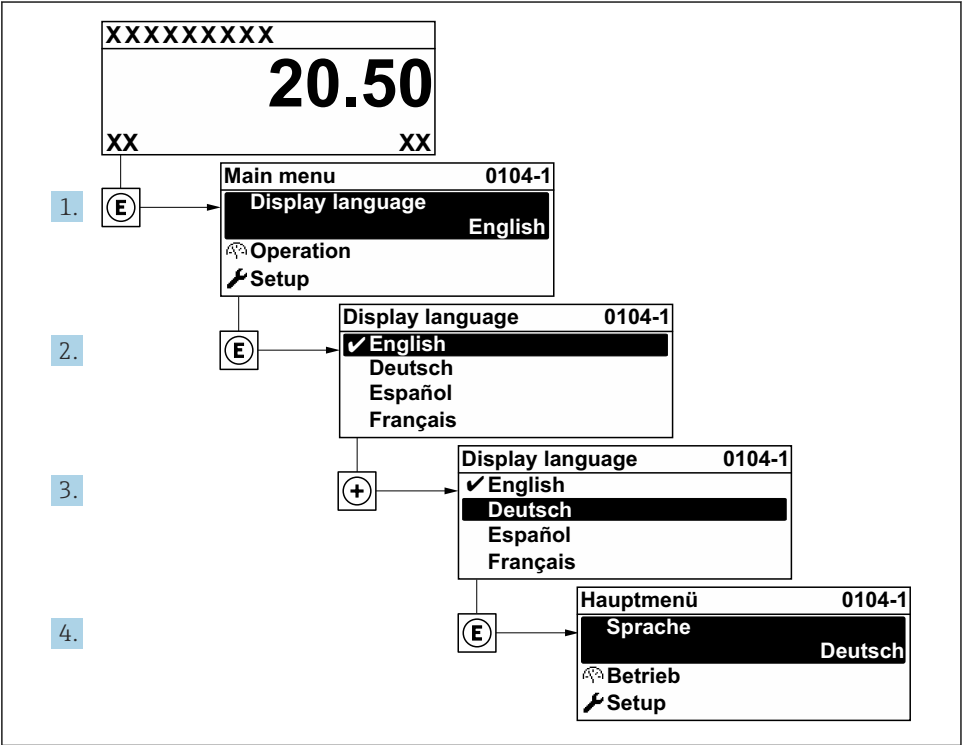 XXXXXXXXX
20.50
XX XX
1. E
Main menu 0104-1
Display language
English
Operation
Setup
2. E
Display language 0104-1
✔ English
Deutsch
Español
Français
3. +
Display language 0104-1
✔ English
Deutsch
Español
Français
4. E
Hauptmenü 0104-1
Sprache
Deutsch
Betrieb
Setup